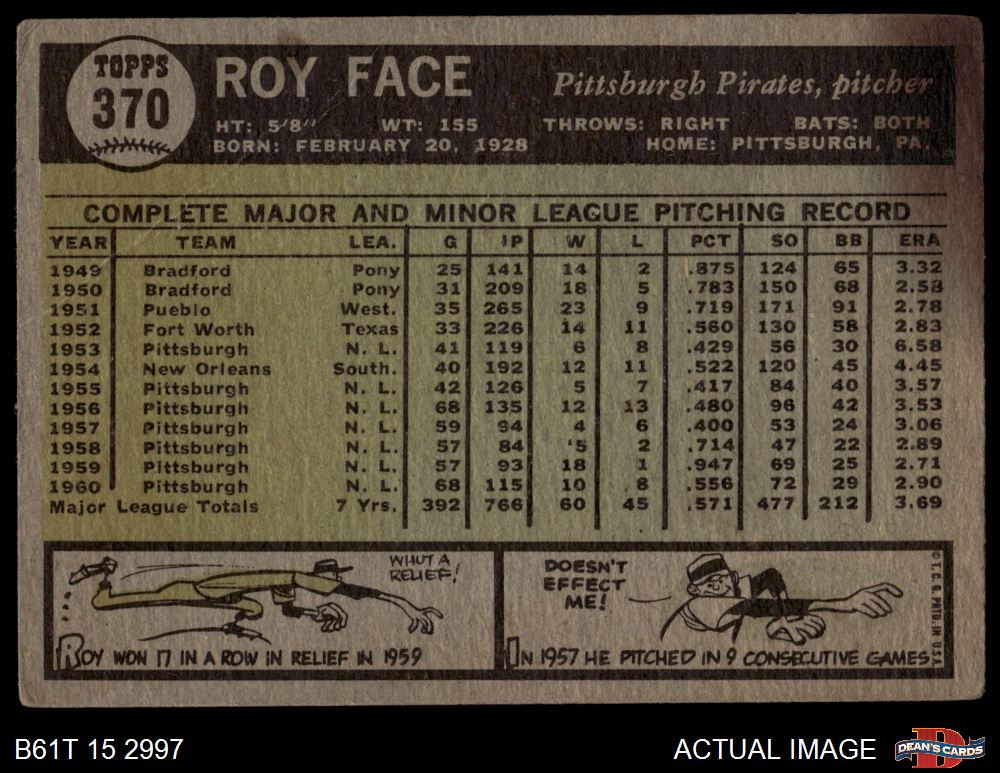 TOPPS
370
ROY FACE
Pittsburgh Pirates, pitcher
HT: 5'8" WT: 155 THROWS: RIGHT BATS: BOTH
BORN: FEBRUARY 20, 1928 HOME: PITTSBURGH, PA.
COMPLETE MAJOR AND MINOR LEAGUE PITCHING RECORD
YEAR TEAM LEA. G IP W L PCT SO BB ERA
1949 Bradford Pony 25 141 14 2 .875 124 65 3.32
1950 Bradford Pony 31 209 18 5 .783 150 68 2.58
1951 Pueblo West. 35 265 23 9 .719 171 91 2.78
1952 Fort Worth Texas 33 226 14 11 .560 130 58 2.83
1953 Pittsburgh N. L. 41 119 6 8 .429 56 30 6.58
1954 New Orleans South. 40 192 12 11 .522 120 45 4.45
1955 Pittsburgh N. L. 42 126 5 7 .417 84 40 3.57
1956 Pittsburgh N. L. 68 135 12 13 .480 96 42 3.53
1957 Pittsburgh N. L. 59 94 4 6 .400 53 24 3.06
1958 Pittsburgh N. L. 57 84 5 2 .714 47 22 2.89
1959 Pittsburgh N. L. 57 93 18 1 .947 69 25 2.71
1960 Pittsburgh N. L. 68 115 10 8 .556 72 29 2.90
Major League Totals 7 Yrs. 392 766 60 45 .571 477 212 3.69
WHUT A
RELIEF!
ROY WON 17 IN A ROW IN RELIEF IN 1959
DOESN'T
EFFECT
ME!
IN 1957 HE PITCHED IN 9 CONSECUTIVE GAMES
© T. C. G. PRTD. IN U.S.A.
B61T 15 2997
ACTUAL IMAGE
D
DEAN'S CARDS